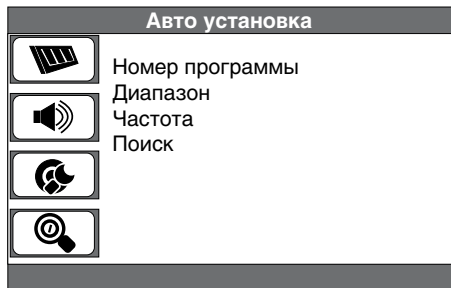 Авто установка
Номер программы
Диапазон
Частота
Поиск